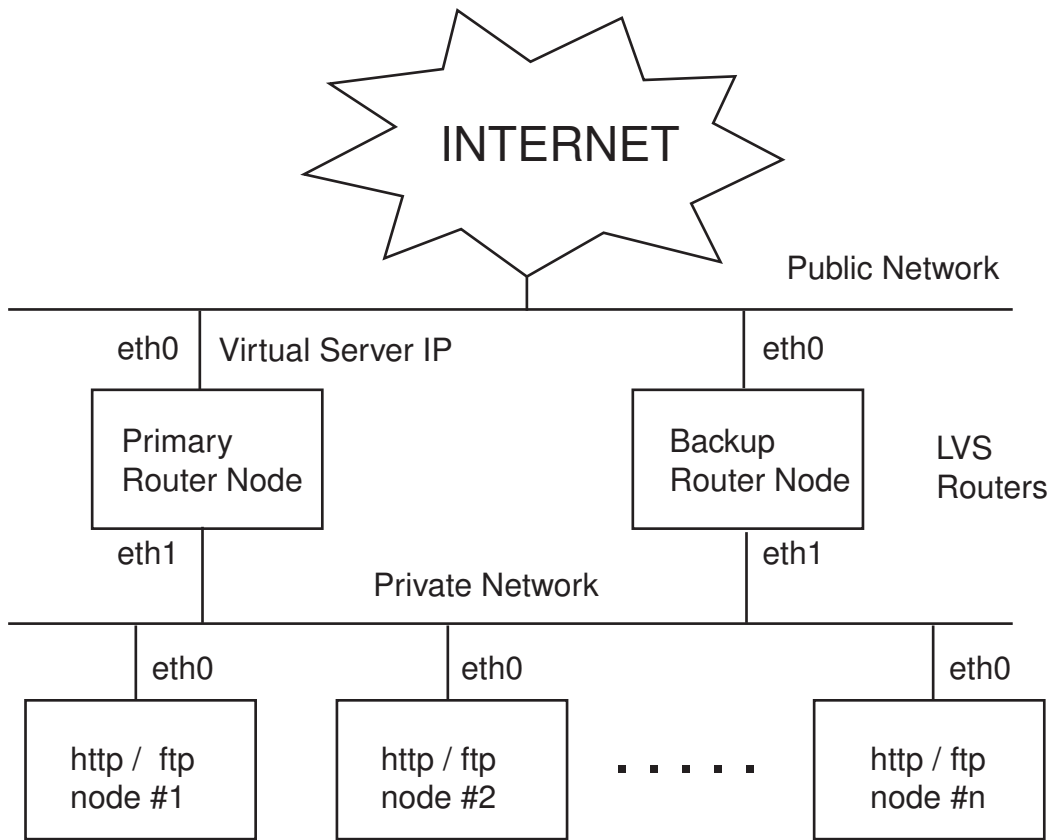 INTERNET
Public Network
eth0
Virtual Server IP
eth0
Primary
Router Node
Backup
Router Node
LVS
Routers
eth1
eth1
Private Network
eth0
eth0
eth0
http / ftp
node #1
http / ftp
node #2
http / ftp
node #n